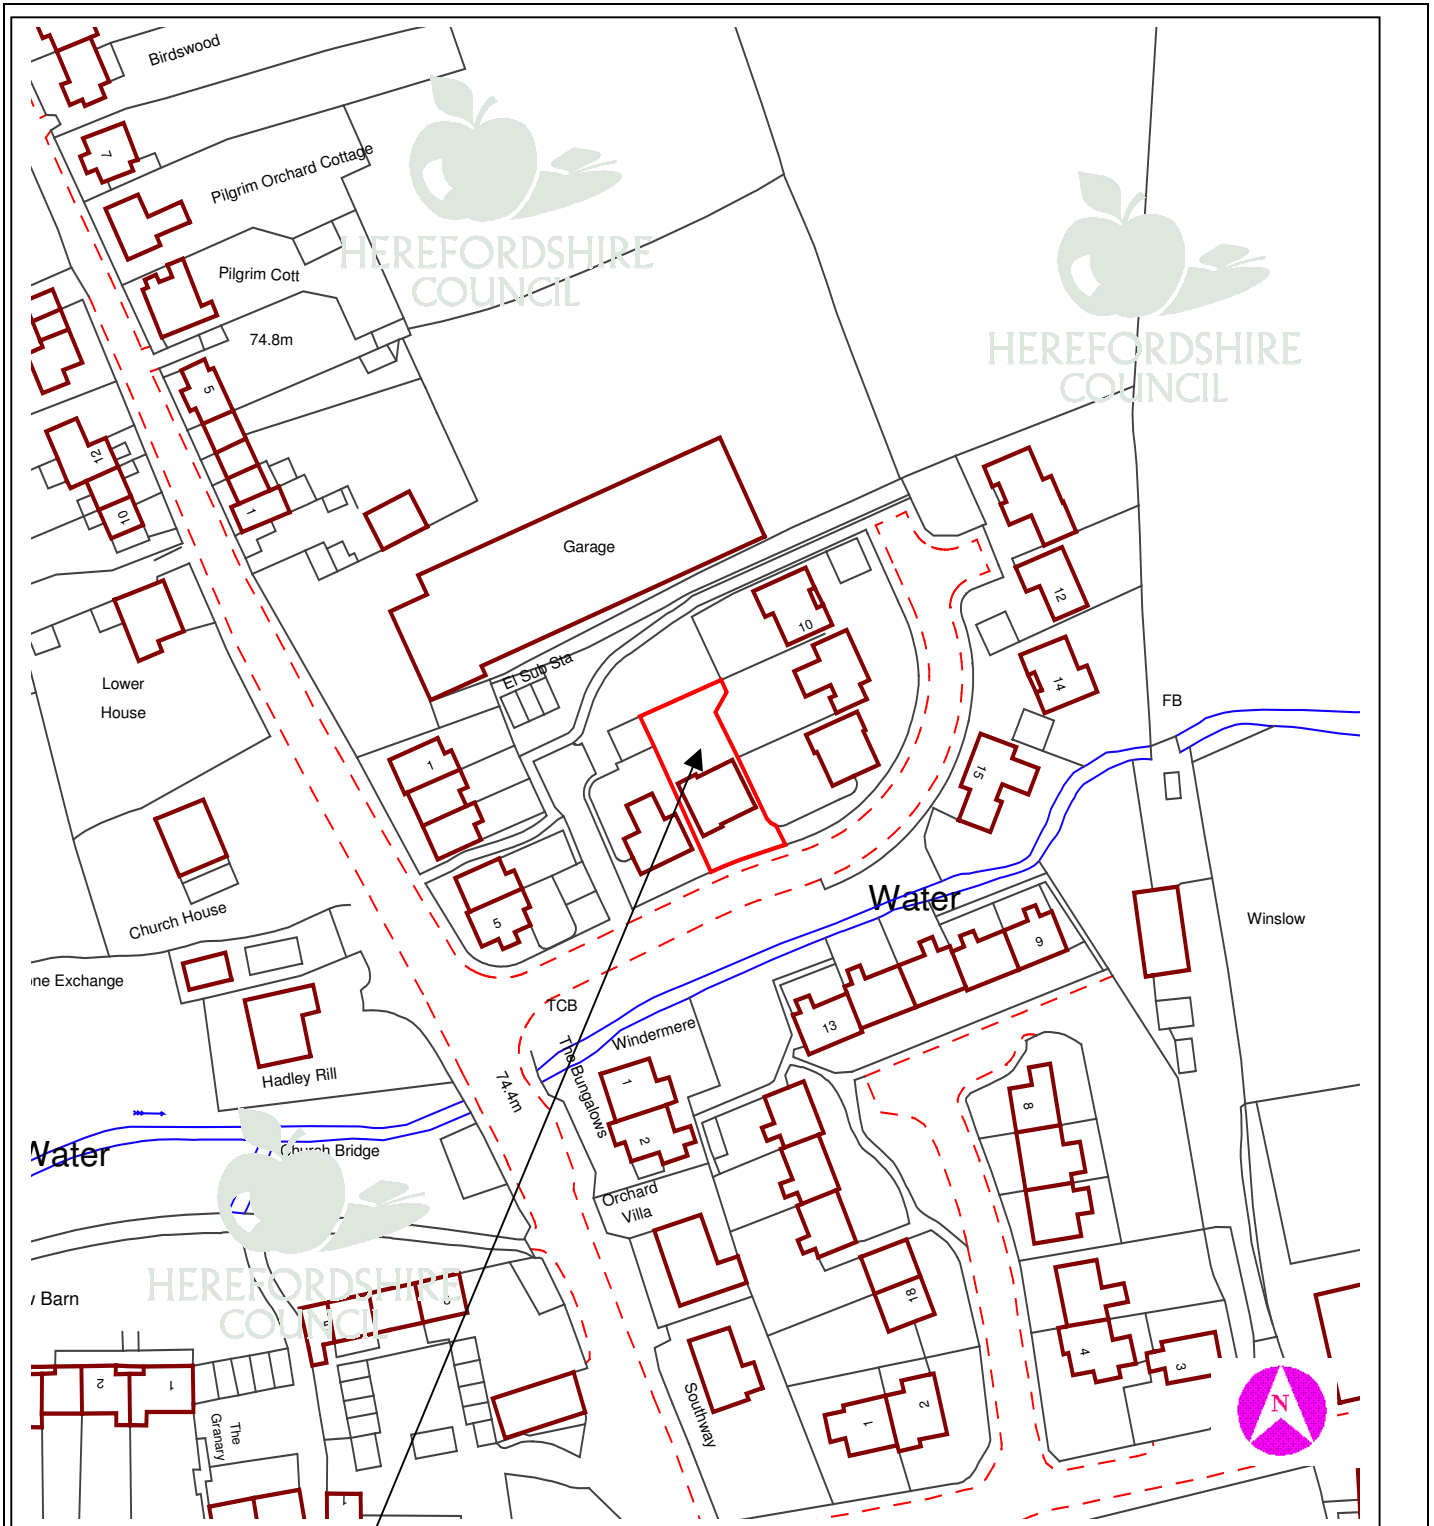 Birdswood
7
Pilgrim Orchard Cottage
HEREFORDSHIRE
COUNCIL
Pilgrim Cott
74.8m
HEREFORDSHIRE
COUNCIL
5
12
10
1
Garage
12
10
El Sub Sta
Lower
House
14
FB
1
15
Water
Church House
5
9
Winslow
one Exchange
TCB
13
Windermere
The Bungalows
Hadley Rill
74.4m
1
2
8
Water
Church Bridge
Orchard
Villa
HEREFORDSHIRE
COUNCIL
w Barn
18
4
3
2
1
Southway
1
2
The
Granary
1
N